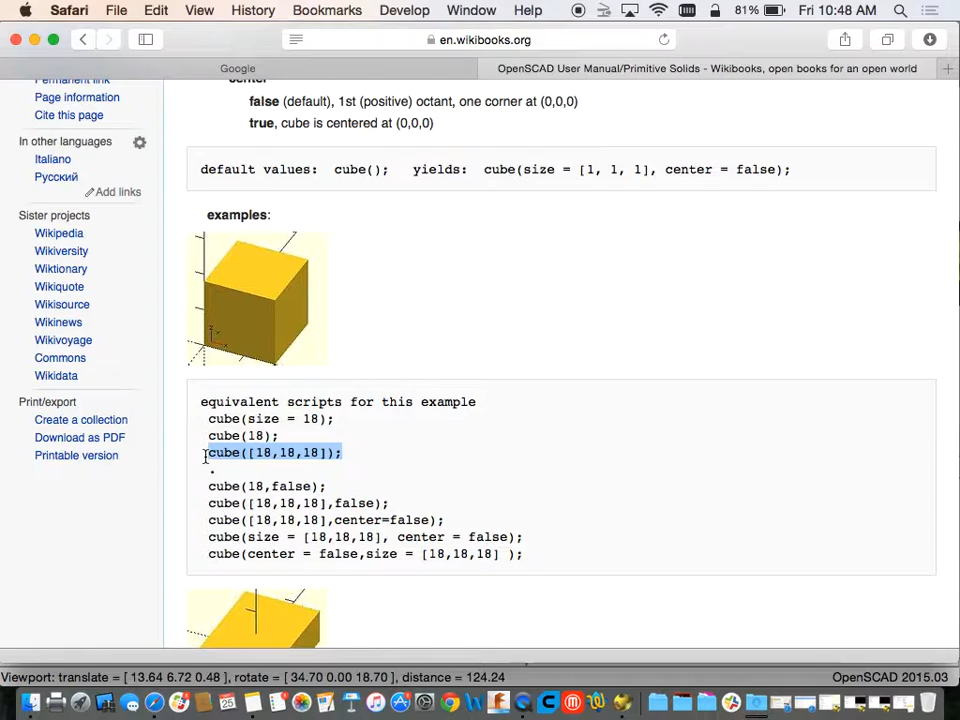 Safari File Edit View History Bookmarks Develop Window Help 81% Fri 10:48 AM
en.wikibooks.org
Google OpenSCAD User Manual/Primitive Solids - Wikibooks, open books for an open world
Permanent link
Page information
Cite this page
In other languages
Italiano
Русский
Add links
Sister projects
Wikipedia
Wikiversity
Wiktionary
Wikiquote
Wikisource
Wikinews
Wikivoyage
Commons
Wikidata
Print/export
Create a collection
Download as PDF
Printable version
center
false (default), 1st (positive) octant, one corner at (0,0,0)
true, cube is centered at (0,0,0)
default values: cube(); yields: cube(size = [1, 1, 1], center = false);
examples:
equivalent scripts for this example
cube(size = 18);
cube(18);
cube([18,18,18]);
.
cube(18,false);
cube([18,18,18],false);
cube([18,18,18],center=false);
cube(size = [18,18,18], center = false);
cube(center = false,size = [18,18,18] );
Viewport: translate = [ 13.64 6.72 0.48 ], rotate = [ 34.70 0.00 18.70 ], distance = 124.24 OpenSCAD 2015.03